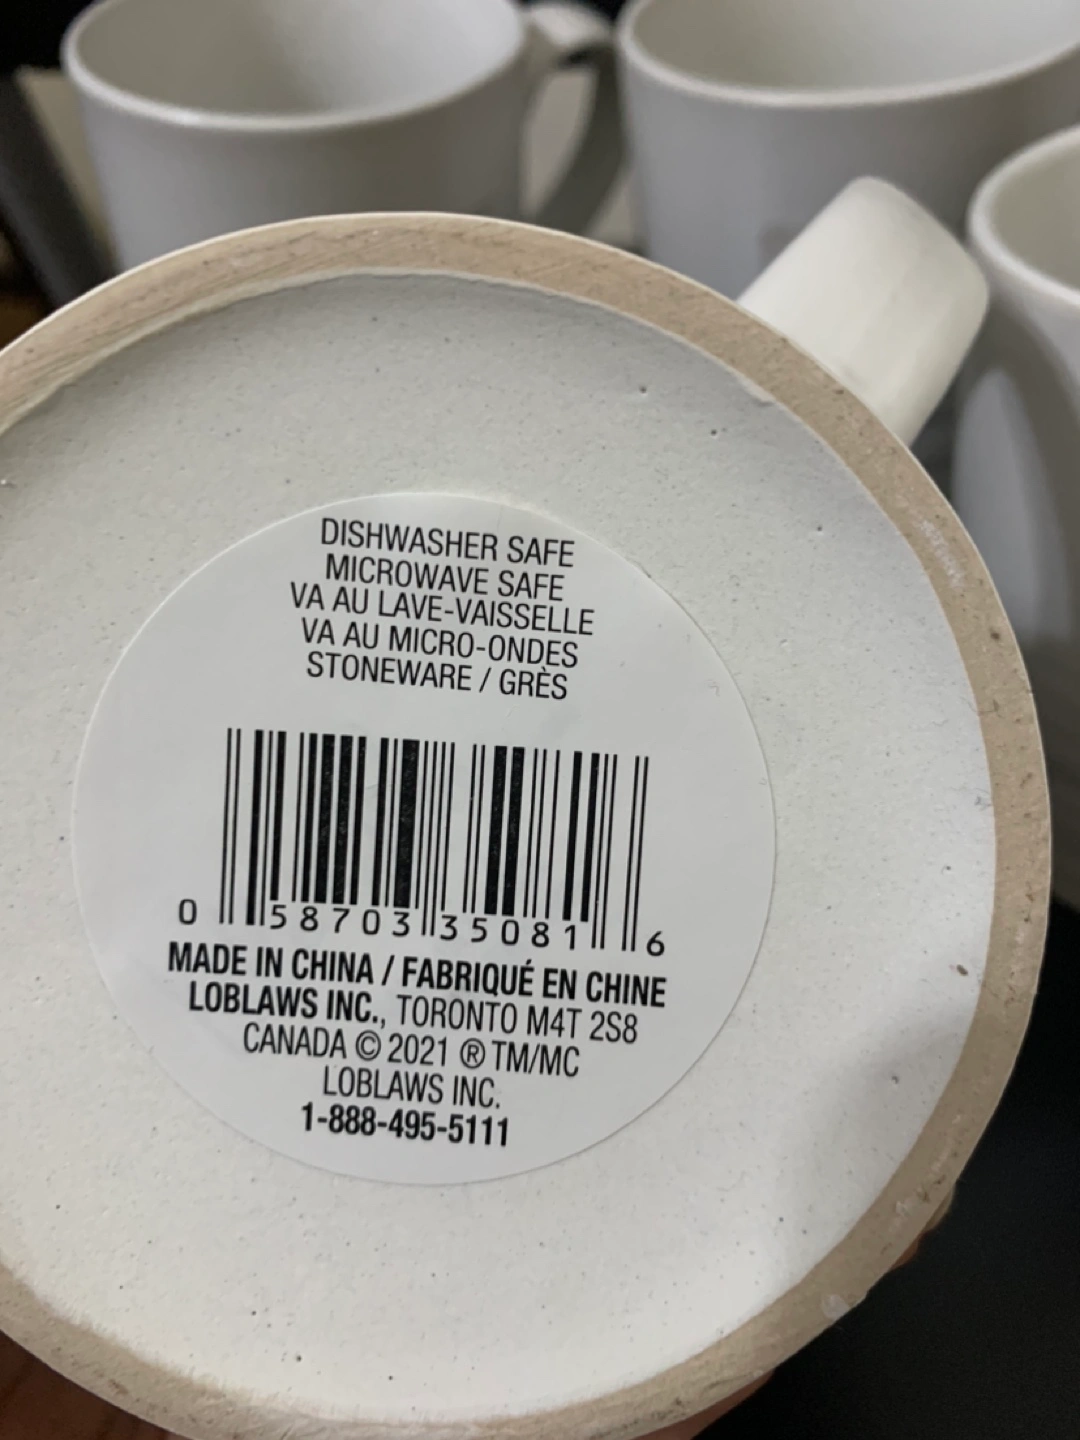 DISHWASHER SAFE
MICROWAVE SAFE
VA AU LAVE-VAISSELLE
VA AU MICRO-ONDES
STONEWARE / GRÈS
0 58703 35081 6
MADE IN CHINA / FABRIQUÉ EN CHINE
LOBLAWS INC., TORONTO M4T 2S8
CANADA © 2021 ® TM/MC
LOBLAWS INC.
1-888-495-5111